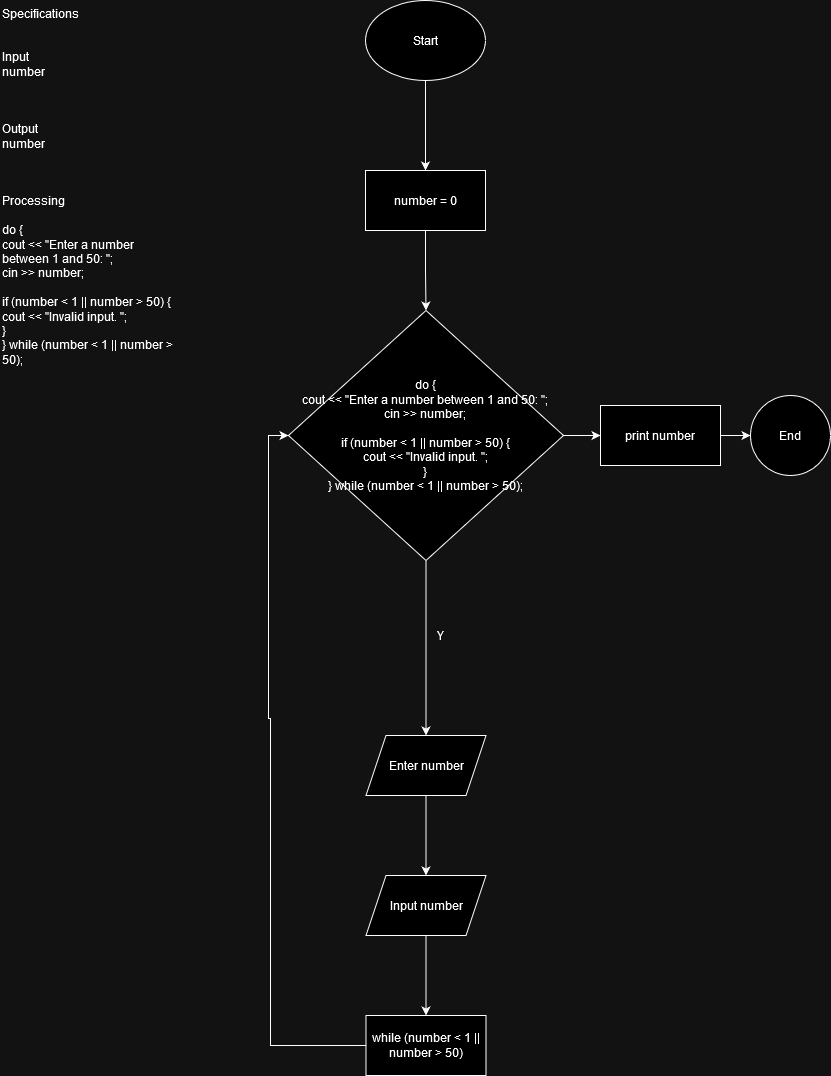 Specifications
Input
number
Output
number
Processing
do {
cout << "Enter a number
between 1 and 50: ";
cin >> number;
if (number < 1 || number > 50) {
cout << "Invalid input. ";
}
} while (number < 1 || number >
50);
Start
number = 0
do {
cout << "Enter a number between 1 and 50: ";
cin >> number;
if (number < 1 || number > 50) {
cout << "Invalid input. ";
}
} while (number < 1 || number > 50);
print number
End
Y
Enter number
Input number
while (number < 1 ||
number > 50)